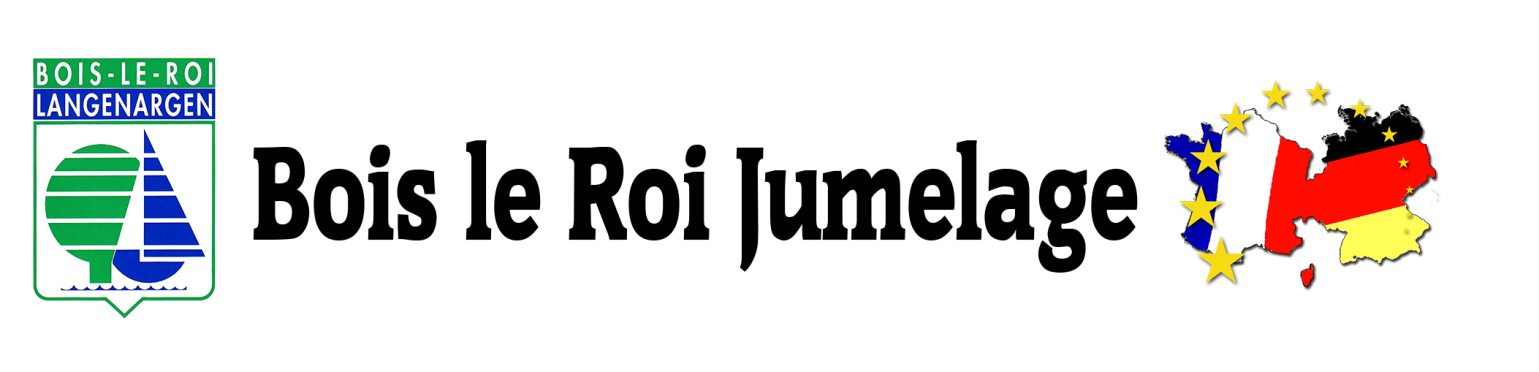 BOIS-LE-ROI
LANGENARGEN
Bois le Roi Jumelage